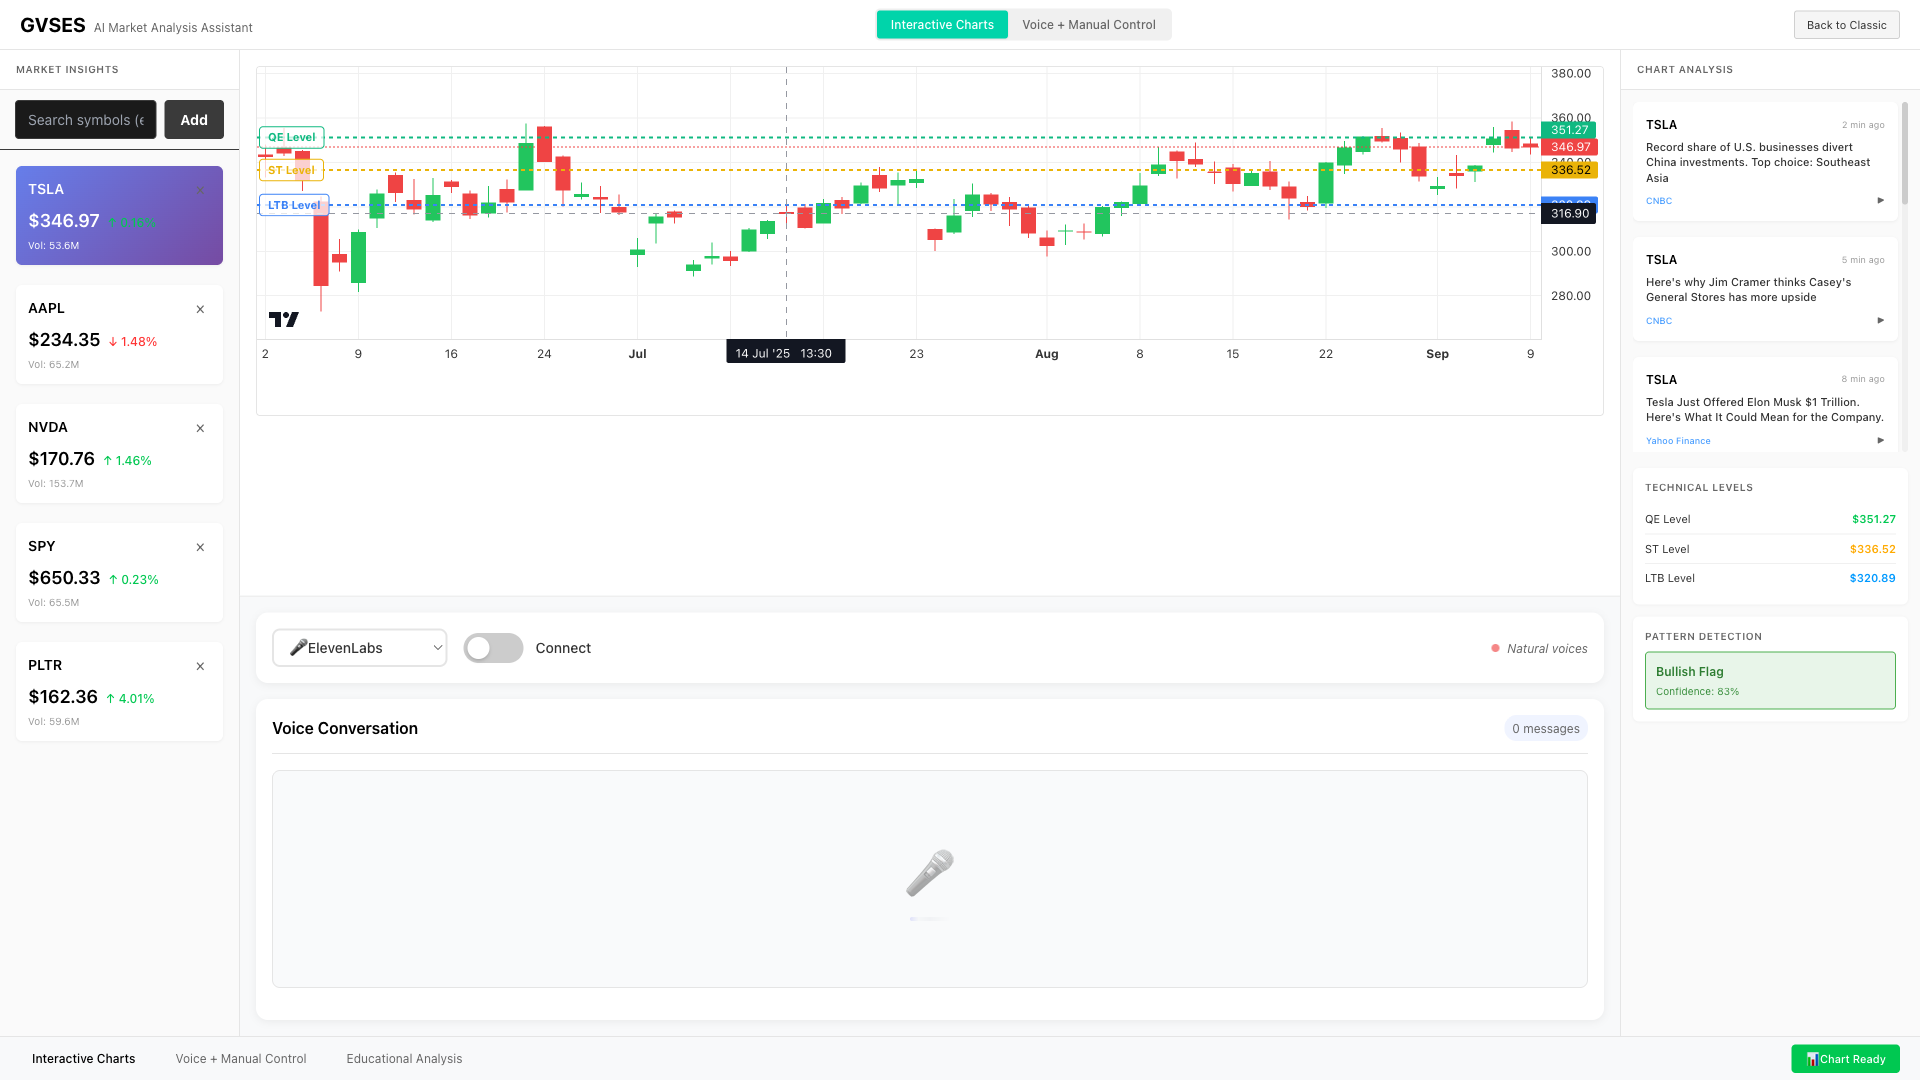 GVSES AI Market Analysis Assistant
Interactive Charts
Voice + Manual Control
Back to Classic
MARKET INSIGHTS
Search symbols (e
Add
TSLA
$346.97 ↑ 0.16%
Vol: 53.6M
AAPL ×
$234.35 ↓ 1.48%
Vol: 65.2M
NVDA ×
$170.76 ↑ 1.46%
Vol: 153.7M
SPY ×
$650.33 ↑ 0.23%
Vol: 65.5M
PLTR ×
$162.36 ↑ 4.01%
Vol: 59.6M
QE Level
ST Level
LTB Level
380.00
360.00
351.27
346.97
340.00
336.52
316.90
300.00
280.00
2 9 16 24 Jul 14 Jul '25 13:30 23 Aug 8 15 22 Sep 9
🎤ElevenLabs
Connect
Natural voices
Voice Conversation
0 messages
CHART ANALYSIS
TSLA 2 min ago
Record share of U.S. businesses divert
China investments. Top choice: Southeast
Asia
CNBC ▶
TSLA 5 min ago
Here's why Jim Cramer thinks Casey's
General Stores has more upside
CNBC ▶
TSLA 8 min ago
Tesla Just Offered Elon Musk $1 Trillion.
Here's What It Could Mean for the Company.
Yahoo Finance ▶
TECHNICAL LEVELS
QE Level $351.27
ST Level $336.52
LTB Level $320.89
PATTERN DETECTION
Bullish Flag
Confidence: 83%
Interactive Charts
Voice + Manual Control
Educational Analysis
📊Chart Ready